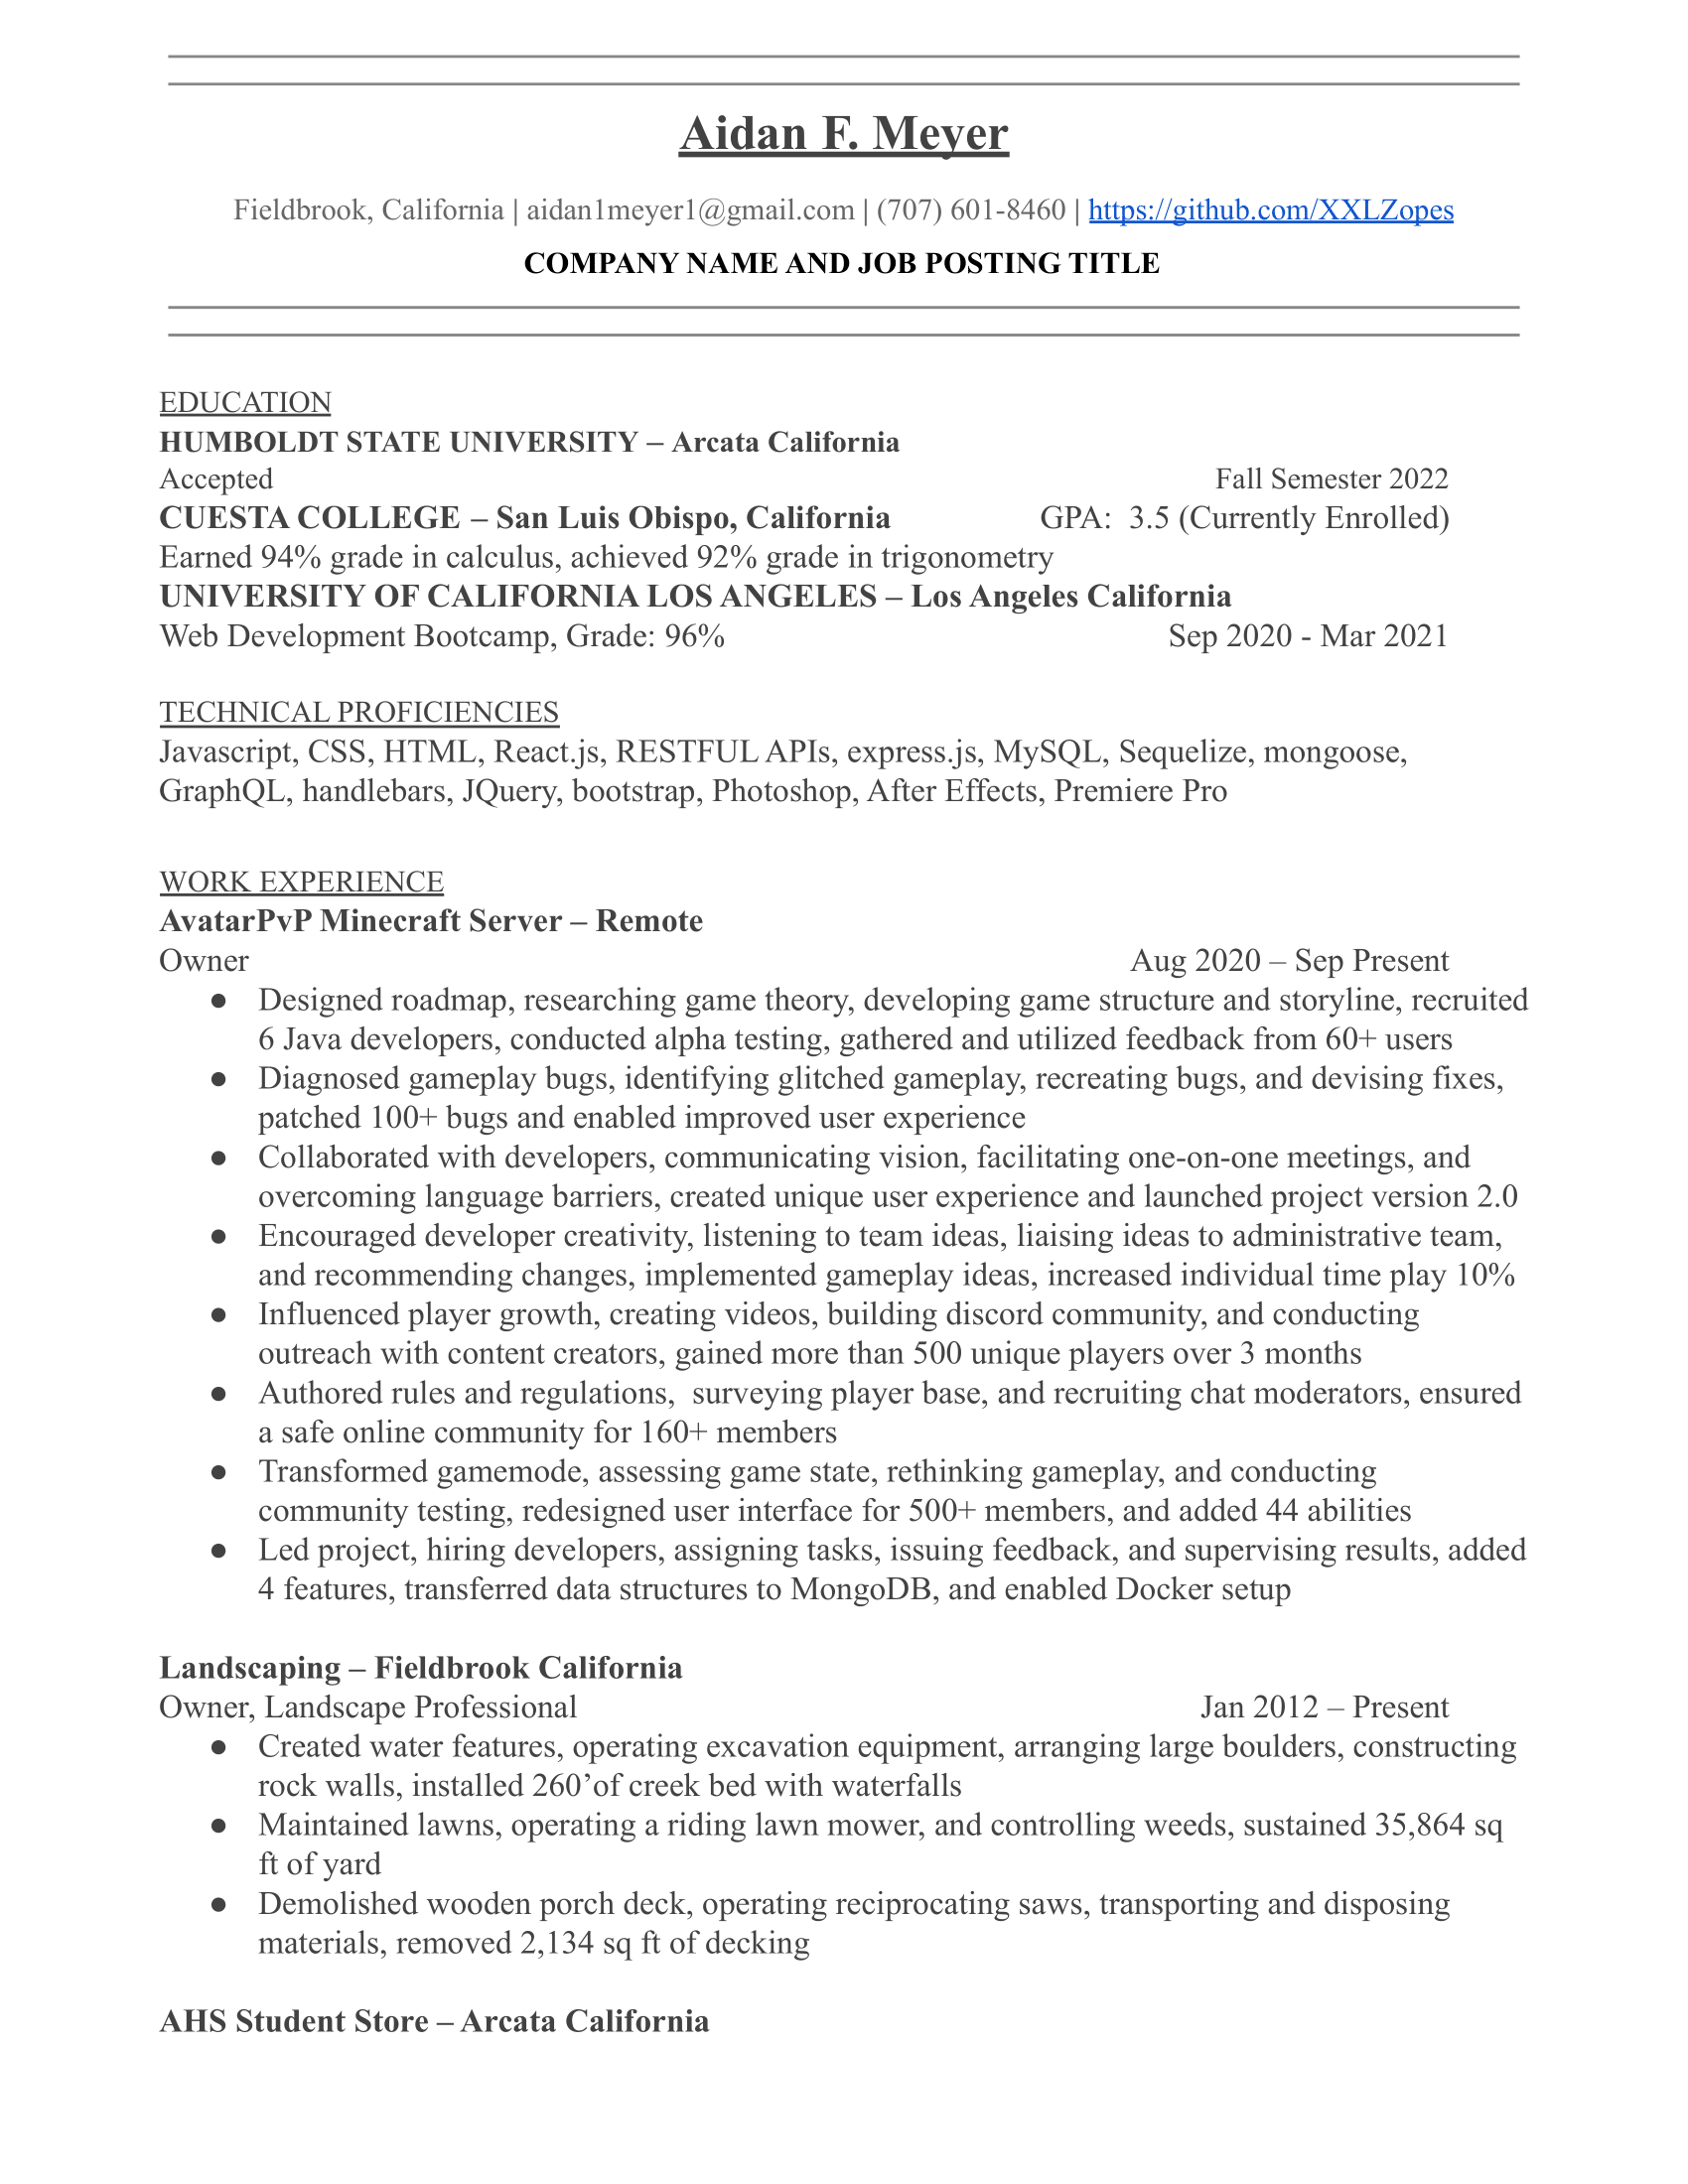 Aidan F. Meyer
Fieldbrook, California | aidan1meyer1@gmail.com | (707) 601-8460 | https://github.com/XXLZopes
COMPANY NAME AND JOB POSTING TITLE
EDUCATION
HUMBOLDT STATE UNIVERSITY – Arcata California
Accepted Fall Semester 2022
CUESTA COLLEGE – San Luis Obispo, California GPA: 3.5 (Currently Enrolled)
Earned 94% grade in calculus, achieved 92% grade in trigonometry
UNIVERSITY OF CALIFORNIA LOS ANGELES – Los Angeles California
Web Development Bootcamp, Grade: 96% Sep 2020 - Mar 2021
TECHNICAL PROFICIENCIES
Javascript, CSS, HTML, React.js, RESTFUL APIs, express.js, MySQL, Sequelize, mongoose,
GraphQL, handlebars, JQuery, bootstrap, Photoshop, After Effects, Premiere Pro
WORK EXPERIENCE
AvatarPvP Minecraft Server – Remote
Owner Aug 2020 – Sep Present
● Designed roadmap, researching game theory, developing game structure and storyline, recruited
6 Java developers, conducted alpha testing, gathered and utilized feedback from 60+ users
● Diagnosed gameplay bugs, identifying glitched gameplay, recreating bugs, and devising fixes,
patched 100+ bugs and enabled improved user experience
● Collaborated with developers, communicating vision, facilitating one-on-one meetings, and
overcoming language barriers, created unique user experience and launched project version 2.0
● Encouraged developer creativity, listening to team ideas, liaising ideas to administrative team,
and recommending changes, implemented gameplay ideas, increased individual time play 10%
● Influenced player growth, creating videos, building discord community, and conducting
outreach with content creators, gained more than 500 unique players over 3 months
● Authored rules and regulations,  surveying player base, and recruiting chat moderators, ensured
a safe online community for 160+ members
● Transformed gamemode, assessing game state, rethinking gameplay, and conducting
community testing, redesigned user interface for 500+ members, and added 44 abilities
● Led project, hiring developers, assigning tasks, issuing feedback, and supervising results, added
4 features, transferred data structures to MongoDB, and enabled Docker setup
Landscaping – Fieldbrook California
Owner, Landscape Professional Jan 2012 – Present
● Created water features, operating excavation equipment, arranging large boulders, constructing
rock walls, installed 260’of creek bed with waterfalls
● Maintained lawns, operating a riding lawn mower, and controlling weeds, sustained 35,864 sq
ft of yard
● Demolished wooden porch deck, operating reciprocating saws, transporting and disposing
materials, removed 2,134 sq ft of decking
AHS Student Store – Arcata California